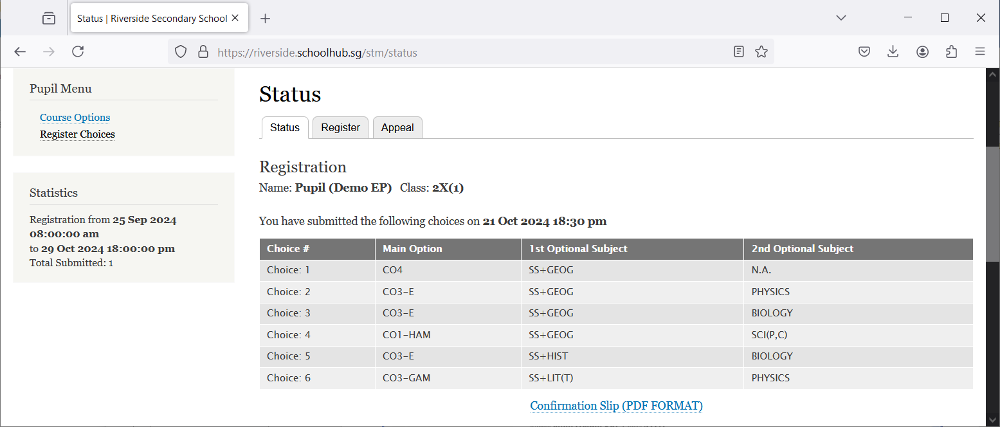 Status | Riverside Secondary School
https://riverside.schoolhub.sg/stm/status
Pupil Menu
Course Options
Register Choices
Statistics
Registration from 25 Sep 2024
08:00:00 am
to 29 Oct 2024 18:00:00 pm
Total Submitted: 1
Status
Status Register Appeal
Registration
Name: Pupil (Demo EP) Class: 2X(1)
You have submitted the following choices on 21 Oct 2024 18:30 pm
Choice # Main Option 1st Optional Subject 2nd Optional Subject
Choice: 1 CO4 SS+GEOG N.A.
Choice: 2 CO3-E SS+GEOG PHYSICS
Choice: 3 CO3-E SS+GEOG BIOLOGY
Choice: 4 CO1-HAM SS+GEOG SCI(P,C)
Choice: 5 CO3-E SS+HIST BIOLOGY
Choice: 6 CO3-GAM SS+LIT(T) PHYSICS
Confirmation Slip (PDF FORMAT)